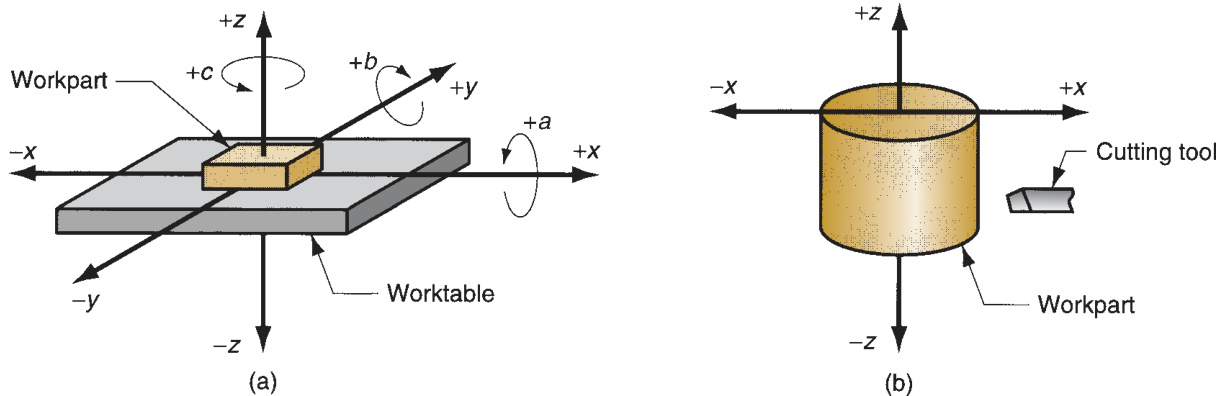 +z
+c
+b
+y
Workpart
+a
−x
+x
−y
Worktable
−z
(a)
+z
−x
+x
Cutting tool
Workpart
−z
(b)